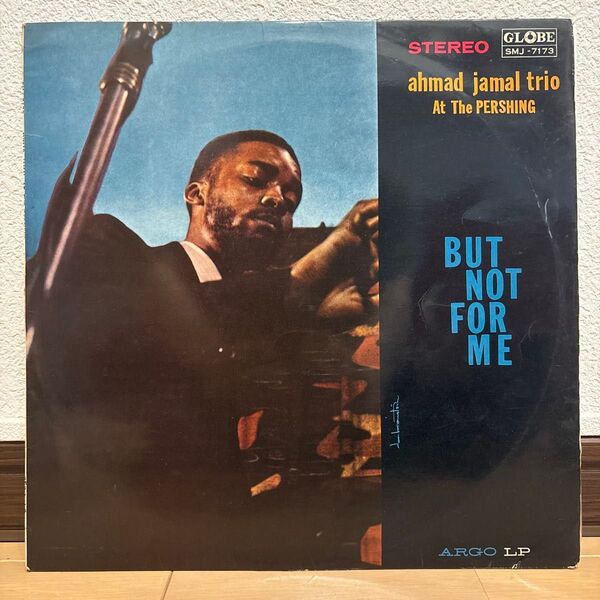 STEREO
GLOBE
SMJ-7173
ahmad jamal trio
At The PERSHING
BUT
NOT
FOR
ME
ARGO LP